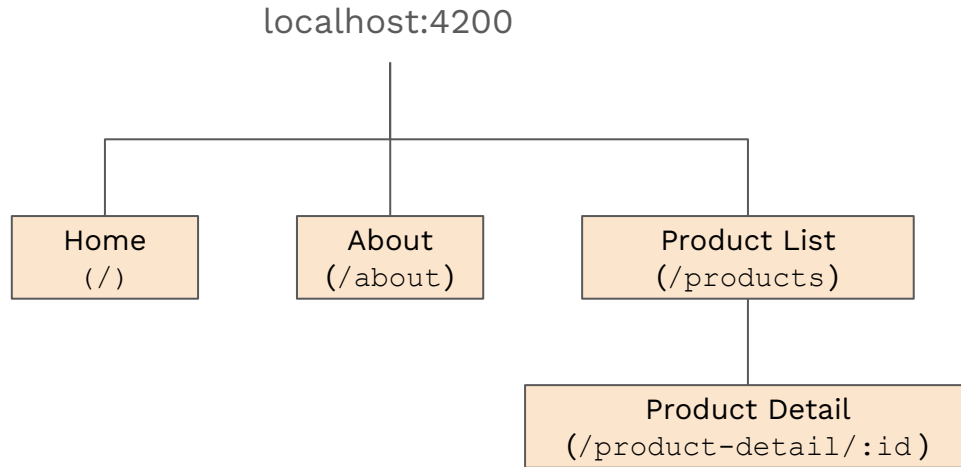 localhost:4200
Home
(/)
About
(/about)
Product List
(/products)
Product Detail
(/product-detail/:id)